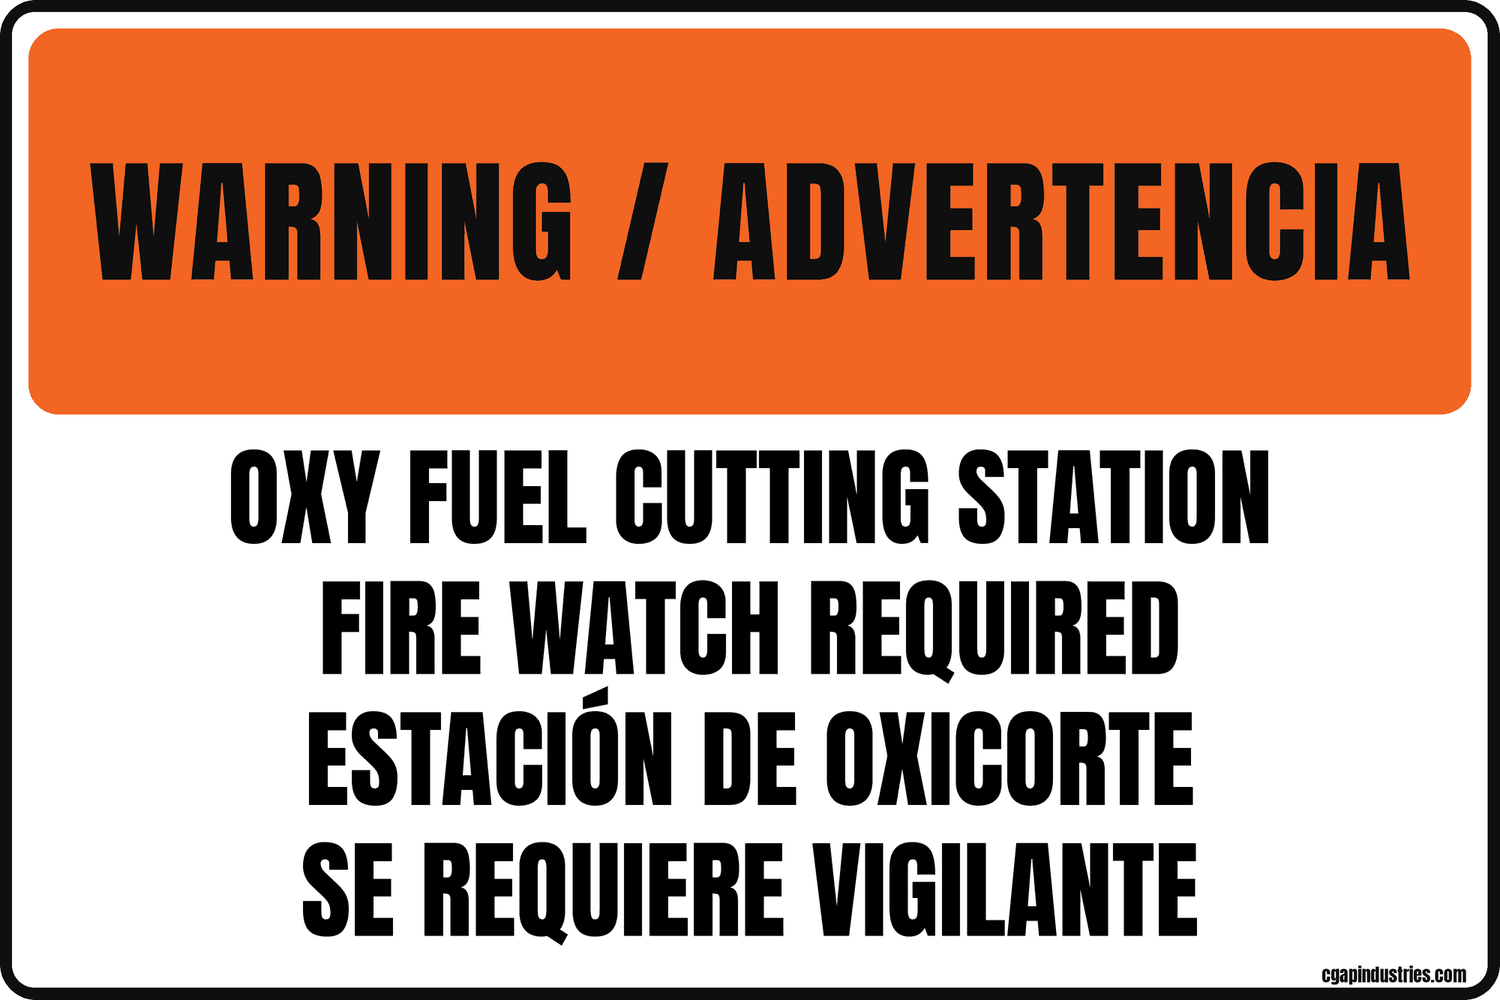 WARNING / ADVERTENCIA
OXY FUEL CUTTING STATION
FIRE WATCH REQUIRED
ESTACIÓN DE OXICORTE
SE REQUIERE VIGILANTE
cgapindustries.com